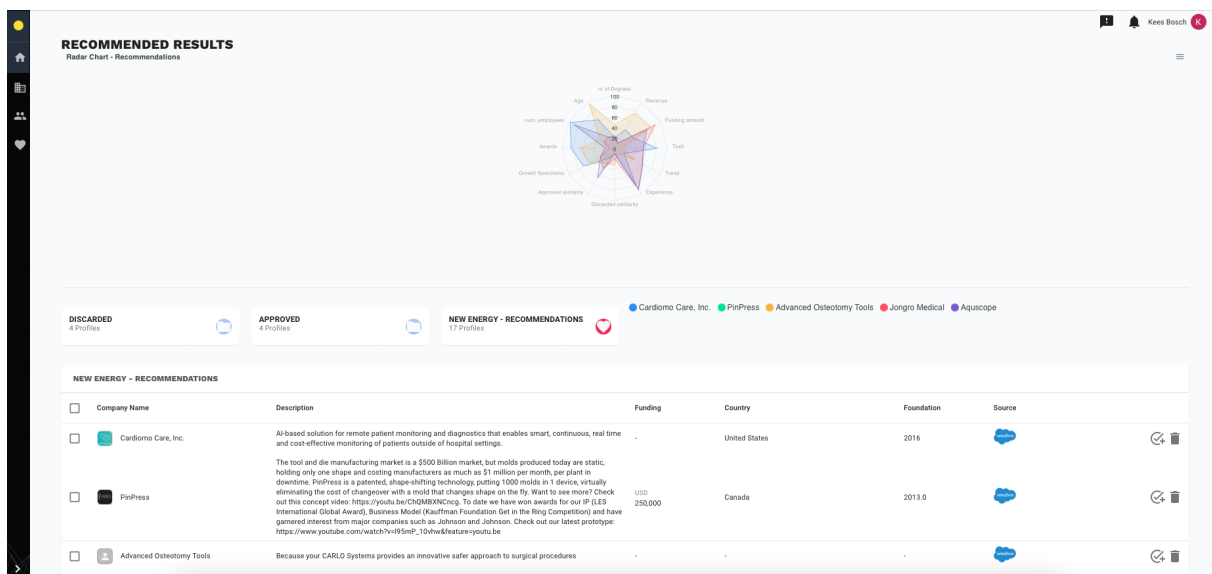 Kees Bosch K
RECOMMENDED RESULTS
Radar Chart - Recommendations
nr of Degrees
100
Age
Revenue
80
num_employees
60
Funding amount
40
20
Awards
0
Tech
Growth Newsitems
Trend
Approved similarity
Experience
Discarded similarity
Cardiomo Care, Inc. PinPress Advanced Osteotomy Tools Jongro Medical Aquscope
DISCARDED
4 Profiles
APPROVED
4 Profiles
NEW ENERGY - RECOMMENDATIONS
17 Profiles
NEW ENERGY - RECOMMENDATIONS
Company Name Description Funding Country Foundation Source
Cardiomo Care, Inc.
AI-based solution for remote patient monitoring and diagnostics that enables smart, continuous, real time
and cost-effective monitoring of patients outside of hospital settings.
- United States 2016 salesforce
PinPress
The tool and die manufacturing market is a $500 Billion market, but molds produced today are static,
holding only one shape and costing manufacturers as much as $1 million per month, per plant in
downtime. PinPress is a patented, shape-shifting technology, putting 1000 molds in 1 device, virtually
eliminating the cost of changeover with a mold that changes shape on the fly. Want to see more? Check
out this concept video: https://youtu.be/ChQMBXNCncg. To date we have won awards for our IP (LES
International Global Award), Business Model (Kauffman Foundation Get in the Ring Competition) and have
garnered interest from major companies such as Johnson and Johnson. Check out our latest prototype:
https://www.youtube.com/watch?v=I95mP_10vhw&feature=youtu.be
USD
250,000
Canada 2013.0 salesforce
Advanced Osteotomy Tools Because your CARLO Systems provides an innovative safer approach to surgical procedures - - - salesforce